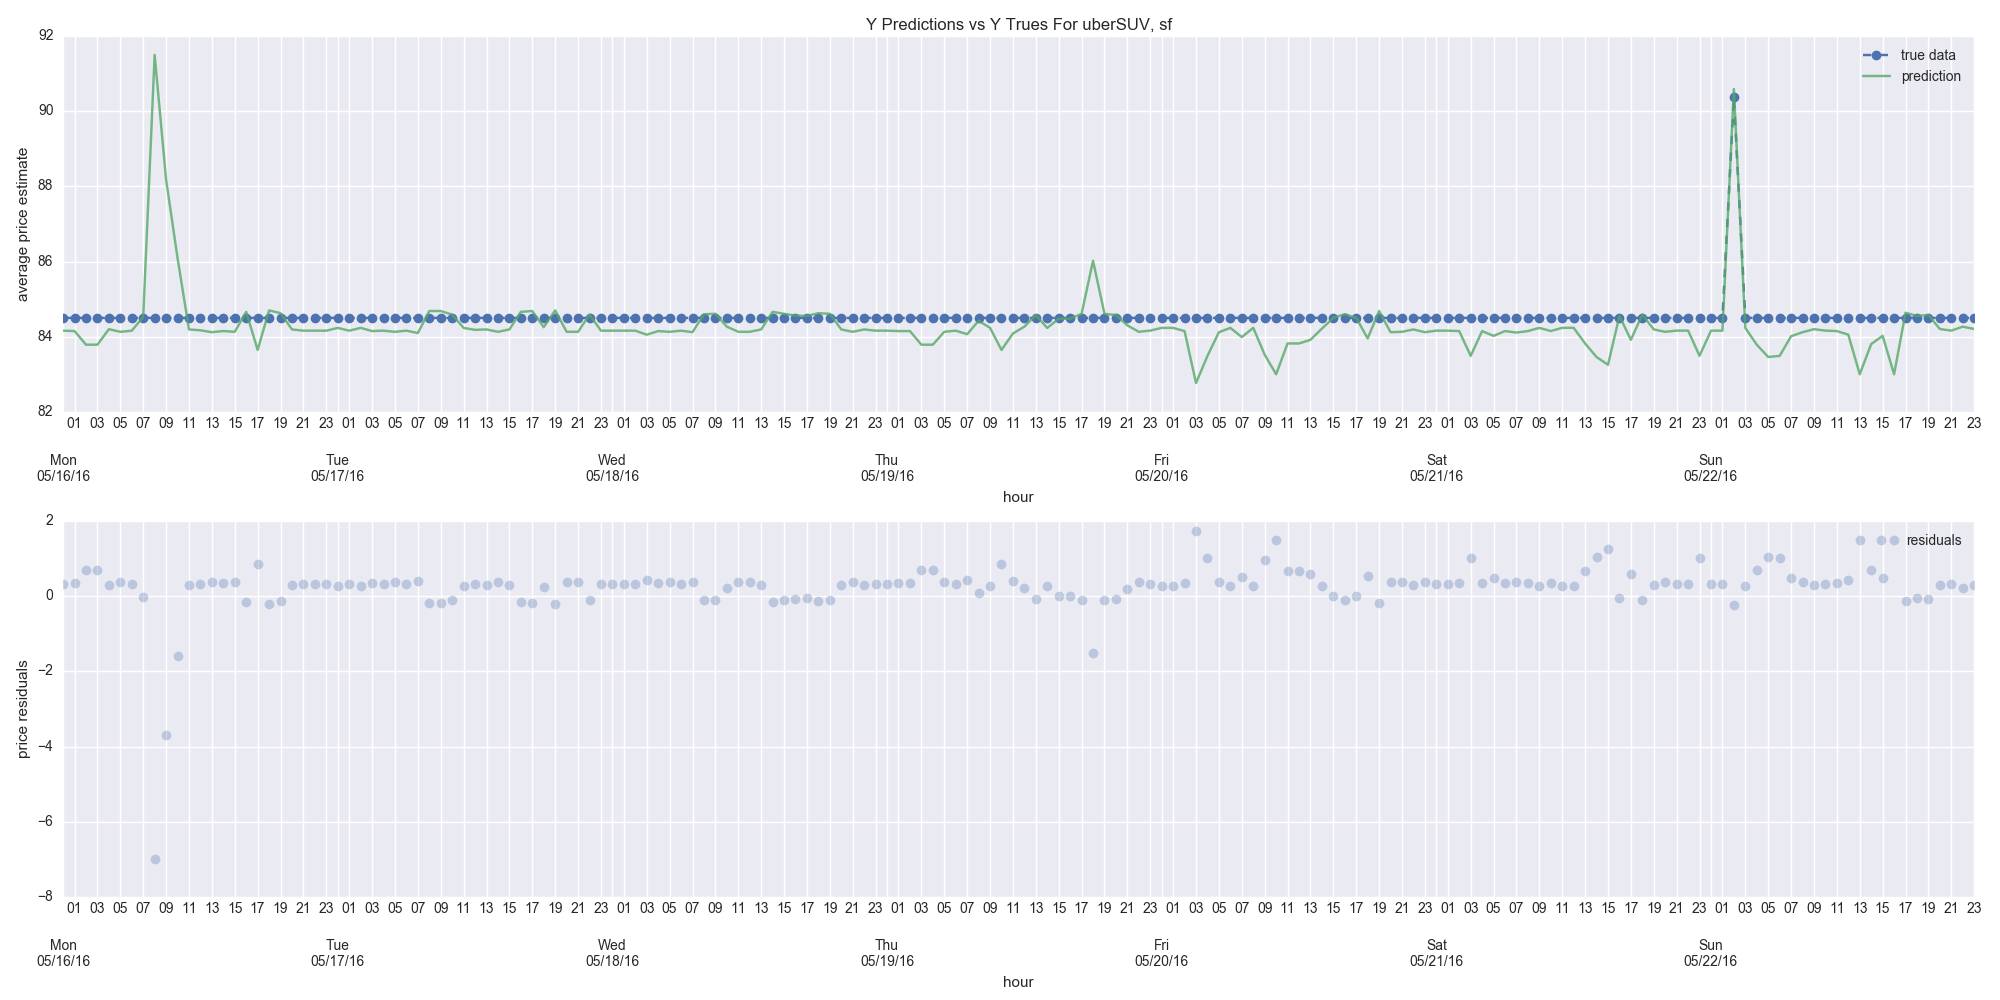 Y Predictions vs Y Trues For uberSUV, sf
92
90
88
86
84
82
average price estimate
true data
prediction
01 03 05 07 09 11 13 15 17 19 21 23 01 03 05 07 09 11 13 15 17 19 21 23 01 03 05 07 09 11 13 15 17 19 21 23 01 03 05 07 09 11 13 15 17 19 21 23 01 03 05 07 09 11 13 15 17 19 21 23 01 03 05 07 09 11 13 15 17 19 21 23 01 03 05 07 09 11 13 15 17 19 21 23
Mon Tue Wed Thu Fri Sat Sun
05/16/16 05/17/16 05/18/16 05/19/16 05/20/16 05/21/16 05/22/16
hour
2
0
−2
−4
−6
−8
price residuals
residuals
01 03 05 07 09 11 13 15 17 19 21 23 01 03 05 07 09 11 13 15 17 19 21 23 01 03 05 07 09 11 13 15 17 19 21 23 01 03 05 07 09 11 13 15 17 19 21 23 01 03 05 07 09 11 13 15 17 19 21 23 01 03 05 07 09 11 13 15 17 19 21 23 01 03 05 07 09 11 13 15 17 19 21 23
Mon Tue Wed Thu Fri Sat Sun
05/16/16 05/17/16 05/18/16 05/19/16 05/20/16 05/21/16 05/22/16
hour